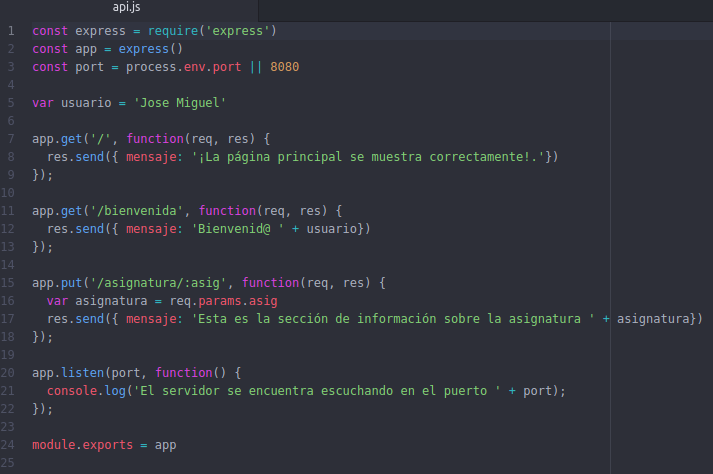 api.js
1 const express = require('express')
2 const app = express()
3 const port = process.env.port || 8080
4
5 var usuario = 'Jose Miguel'
6
7 app.get('/', function(req, res) {
8   res.send({ mensaje: '¡La página principal se muestra correctamente!.'})
9 });
10
11 app.get('/bienvenida', function(req, res) {
12   res.send({ mensaje: 'Bienvenid@ ' + usuario})
13 });
14
15 app.put('/asignatura/:asig', function(req, res) {
16   var asignatura = req.params.asig
17   res.send({ mensaje: 'Esta es la sección de información sobre la asignatura ' + asignatura})
18 });
19
20 app.listen(port, function() {
21   console.log('El servidor se encuentra escuchando en el puerto ' + port);
22 });
23
24 module.exports = app
25